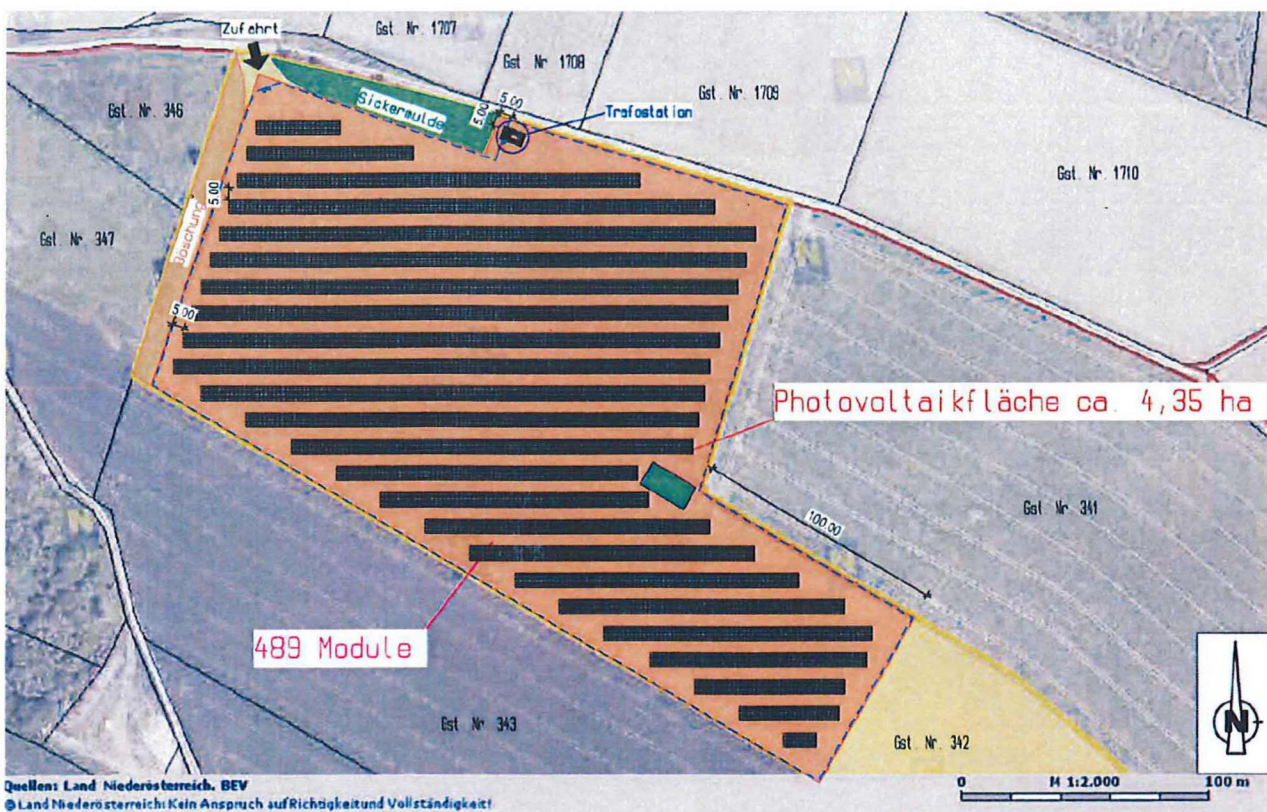 Zufahrt
Gst. Nr. 1707
Gst Nr 1708
Gst. Nr. 1709
Gst. Nr. 346
Sickermulde
5.00
5.00
Trafostation
Gst. Nr. 1710
5.00
Böschung
Gst. Nr. 347
5.00
Photovoltaikfläche ca. 4,35 ha
100.00
Gst. Nr 341
489 Module
Gst. Nr 343
Gst. Nr. 342
N
Quellen: Land Niederösterreich, BEV
© Land Niederösterreich: Kein Anspruch auf Richtigkeit und Vollständigkeit!
0 M 1:2.000 100 m